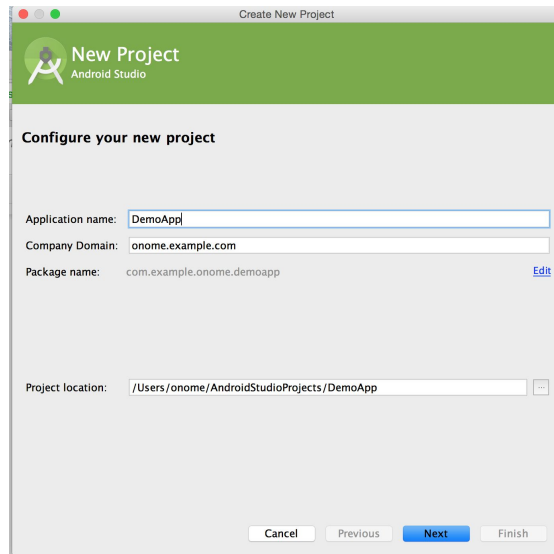 Create New Project
New Project
Android Studio
Configure your new project
Application name: DemoApp
Company Domain: onome.example.com
Package name: com.example.onome.demoapp Edit
Project location: /Users/onome/AndroidStudioProjects/DemoApp ...
Cancel Previous Next Finish